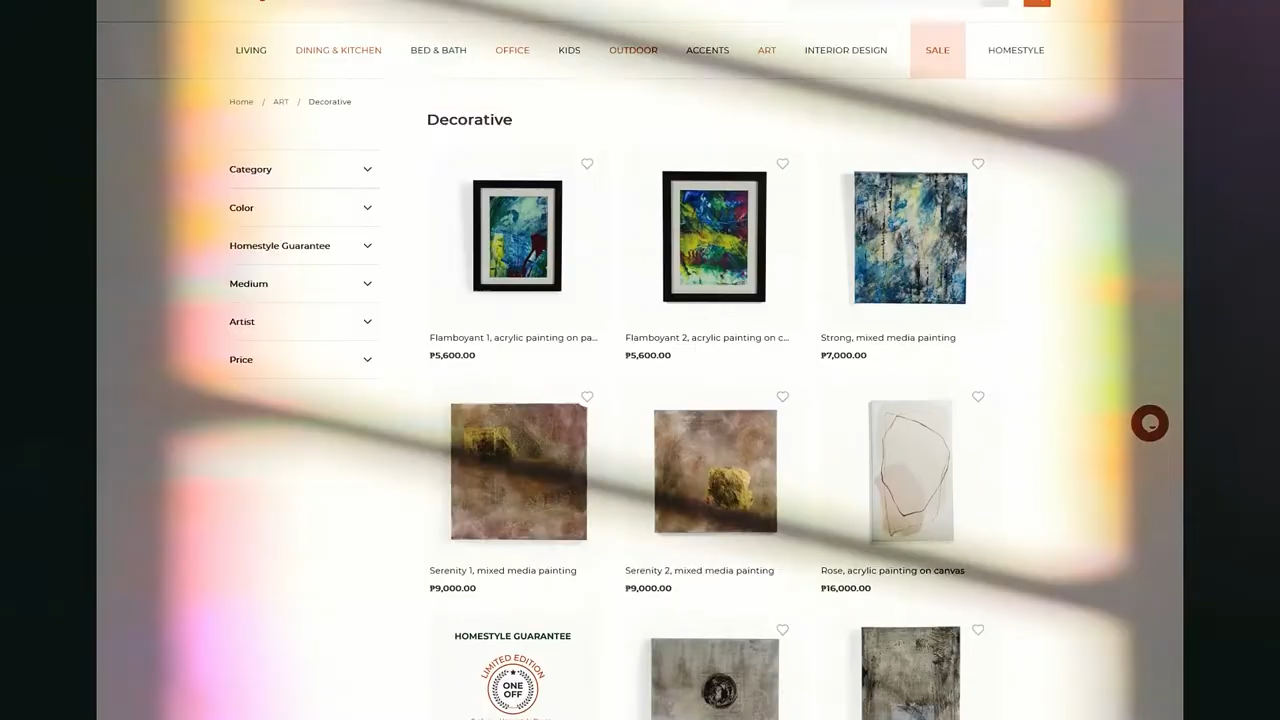 LIVING DINING & KITCHEN BED & BATH OFFICE KIDS OUTDOOR ACCENTS ART INTERIOR DESIGN SALE HOMESTYLE
Home / ART / Decorative
Decorative
Category
Color
Homestyle Guarantee
Medium
Artist
Price
Flamboyant 1, acrylic painting on pa...
₱5,600.00
Flamboyant 2, acrylic painting on c...
₱5,600.00
Strong, mixed media painting
₱7,000.00
Serenity 1, mixed media painting
₱9,000.00
Serenity 2, mixed media painting
₱9,000.00
Rose, acrylic painting on canvas
₱16,000.00
HOMESTYLE GUARANTEE
LIMITED EDITION
ONE
OFF